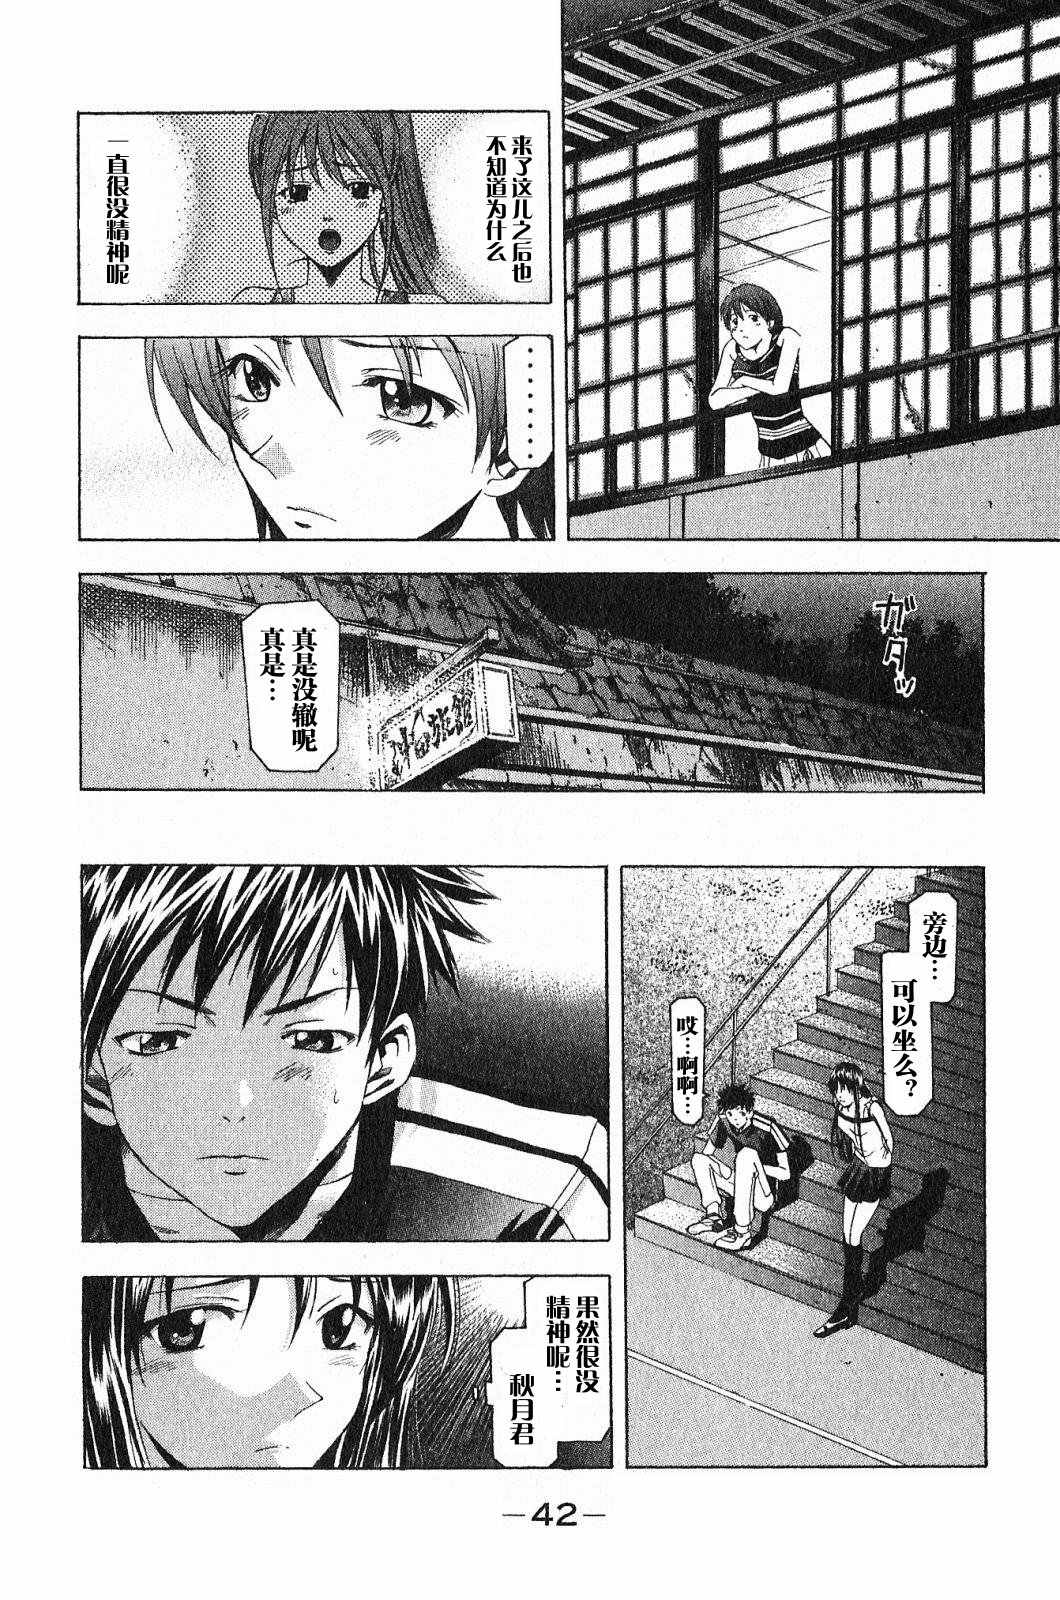 来了这儿之后也
不知道为什么
一直很没精神呢
‥‥‥‥
ガタッ
真是没辙呢
真是…
旅館
旁边…
可以坐么？
哎…啊啊…
果然很没
精神呢…
秋月君
—42—